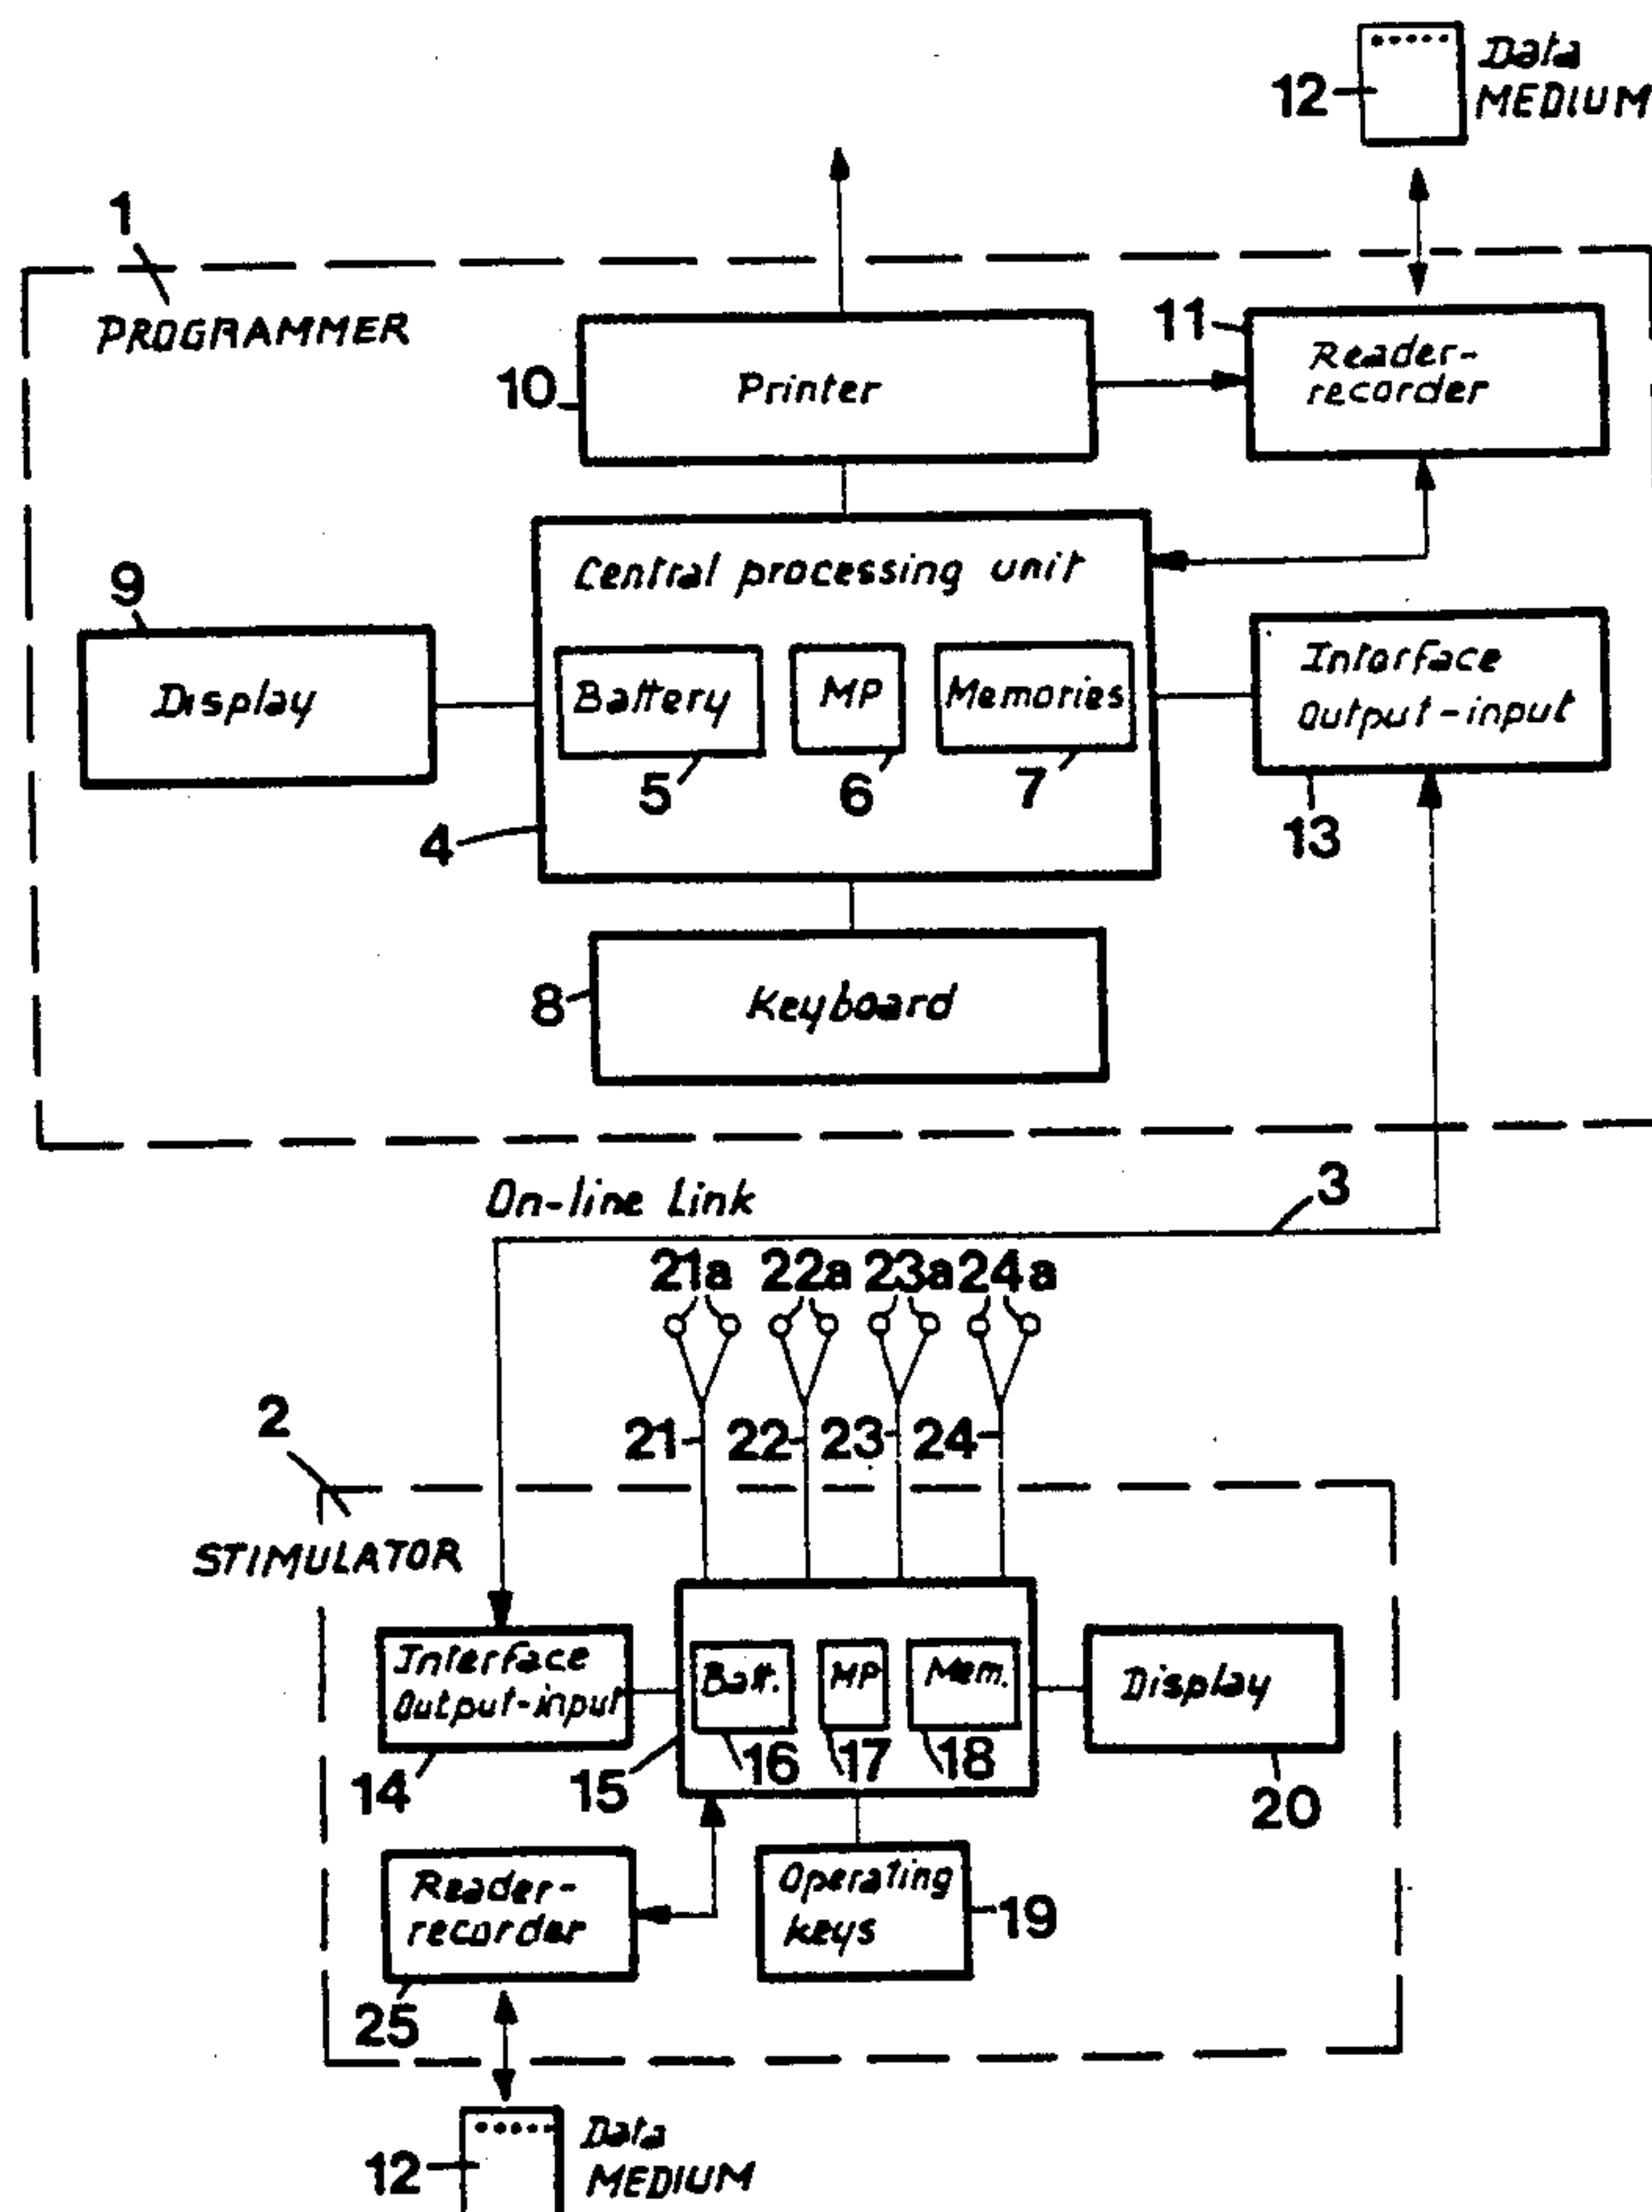 Data
12 MEDIUM
1
PROGRAMMER
11
10 Printer
Reader-
recorder
9
Central processing unit
Display
Battery MP Memories
Interface
Output-input
5 6 7
4
13
8 Keyboard
On-line Link 3
21a 22a 23a 24a
21 22 23 24
2
STIMULATOR
Interface
Output-input
Batt. MP Mem.
Display
16 17 18
14 15
20
Reader-
recorder
Operating
keys
19
25
Data
12 MEDIUM